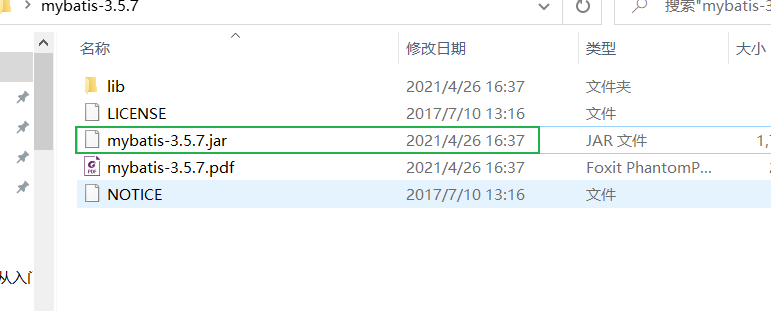 mybatis-3.5.7
搜索"mybatis-3
名称 修改日期 类型 大小
lib 2021/4/26 16:37 文件夹
LICENSE 2017/7/10 13:16 文件
mybatis-3.5.7.jar 2021/4/26 16:37 JAR 文件 1,
mybatis-3.5.7.pdf 2021/4/26 16:37 Foxit PhantomP...
NOTICE 2017/7/10 13:16 文件
从入门